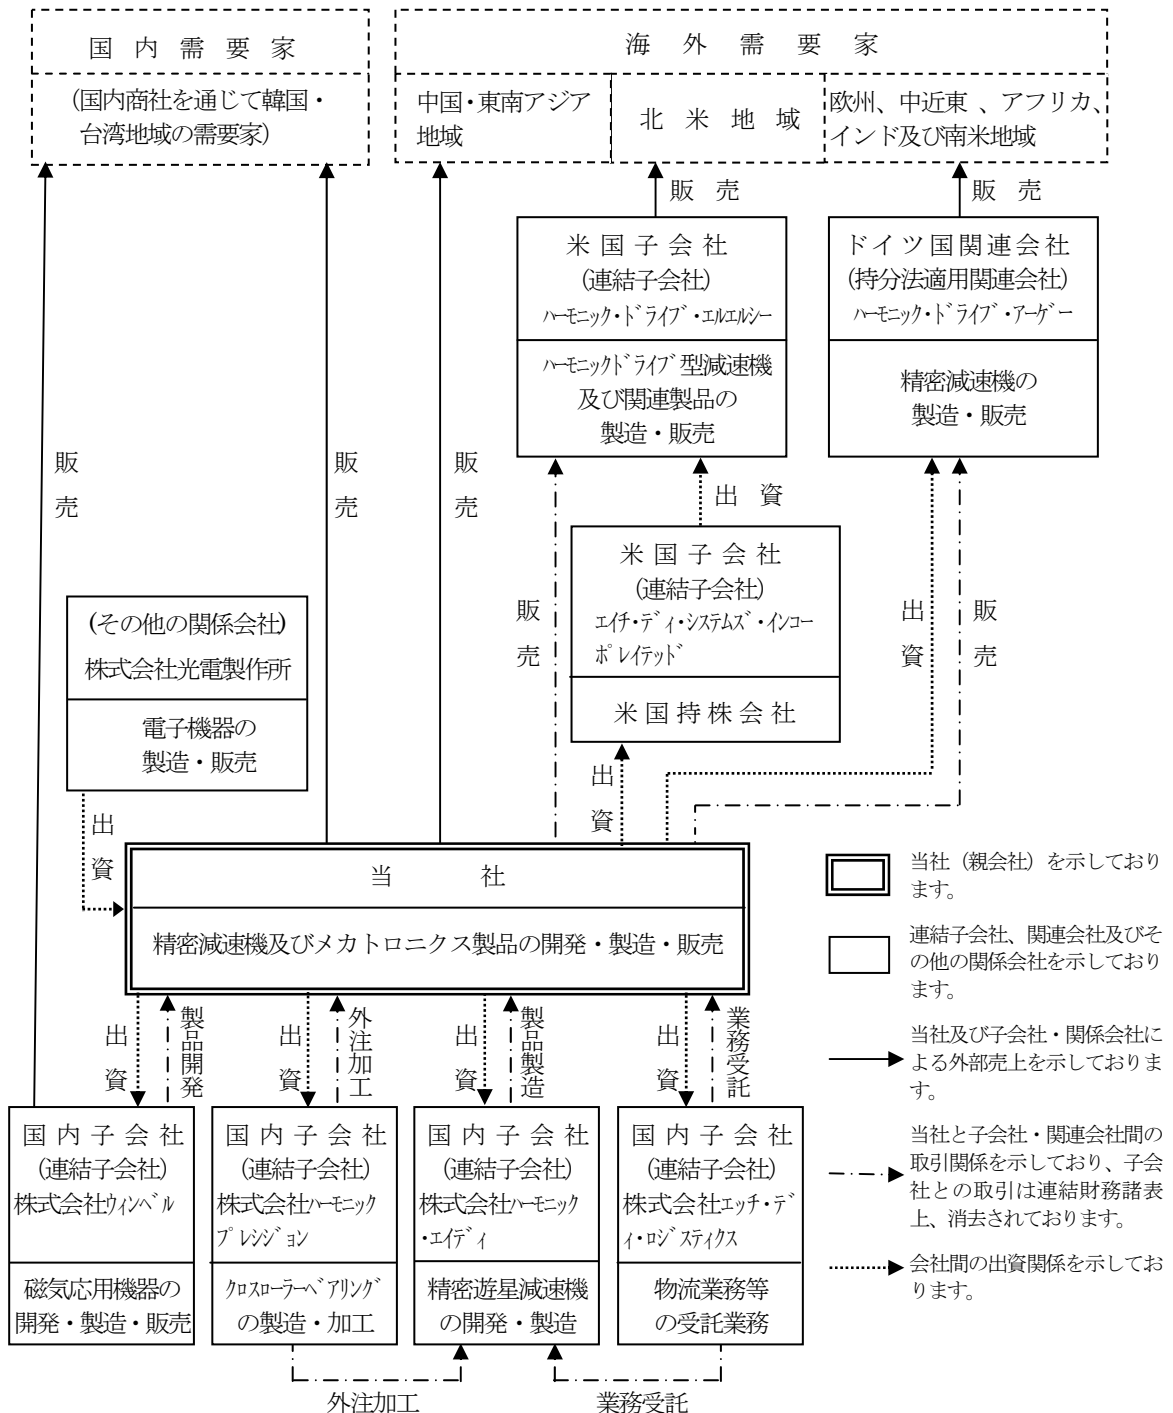 国内需要家
(国内商社を通じて韓国・
台湾地域の需要家)
海外需要家
中国・東南アジア
地域
北米地域
欧州、中近東、アフリカ、
インド及び南米地域
販売
販売
米国子会社
(連結子会社)
ハーモニック・ドライブ・エルエルシー
ハーモニックドライブ型減速機
及び関連製品の
製造・販売
ドイツ国関連会社
(持分法適用関連会社)
ハーモニック・ドライブ・アーゲー
精密減速機の
製造・販売
販売
販売
販売
出資
米国子会社
(連結子会社)
エイチ・ディ・システムズ・インコー
ポレイテッド
米国持株会社
販売
出資
販売
(その他の関係会社)
株式会社光電製作所
電子機器の
製造・販売
出資
出資
当社
精密減速機及びメカトロニクス製品の開発・製造・販売
当社（親会社）を示しており
ます。
連結子会社、関連会社及びそ
の他の関係会社を示しており
ます。
当社及び子会社・関係会社に
よる外部売上を示しておりま
す。
当社と子会社・関連会社間の
取引関係を示しており、子会
社との取引は連結財務諸表
上、消去されております。
会社間の出資関係を示してお
ります。
出資
製品開発
出資
外注加工
出資
製品製造
出資
業務受託
国内子会社
(連結子会社)
株式会社ウィンベル
磁気応用機器の
開発・製造・販売
国内子会社
(連結子会社)
株式会社ハーモニック
プレシジョン
クロスローラーベアリング
の製造・加工
国内子会社
(連結子会社)
株式会社ハーモニック
・エイディ
精密遊星減速機
の開発・製造
国内子会社
(連結子会社)
株式会社エッチ・デ
ィ・ロジスティクス
物流業務等
の受託業務
外注加工
業務受託